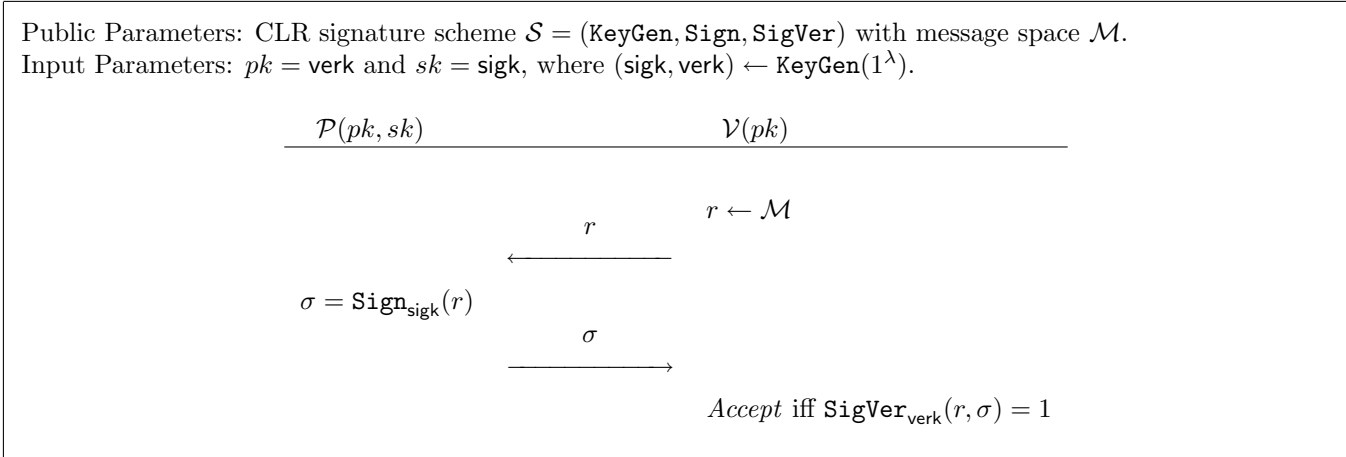 Public Parameters: CLR signature scheme 𝒮 = (KeyGen, Sign, SigVer) with message space ℳ.
Input Parameters: pk = verk and sk = sigk, where (sigk, verk) ← KeyGen(1^λ).
𝒫(pk, sk) 𝒱(pk)
r ← ℳ
r
σ = Sign_sigk(r)
σ
Accept iff SigVer_verk(r, σ) = 1